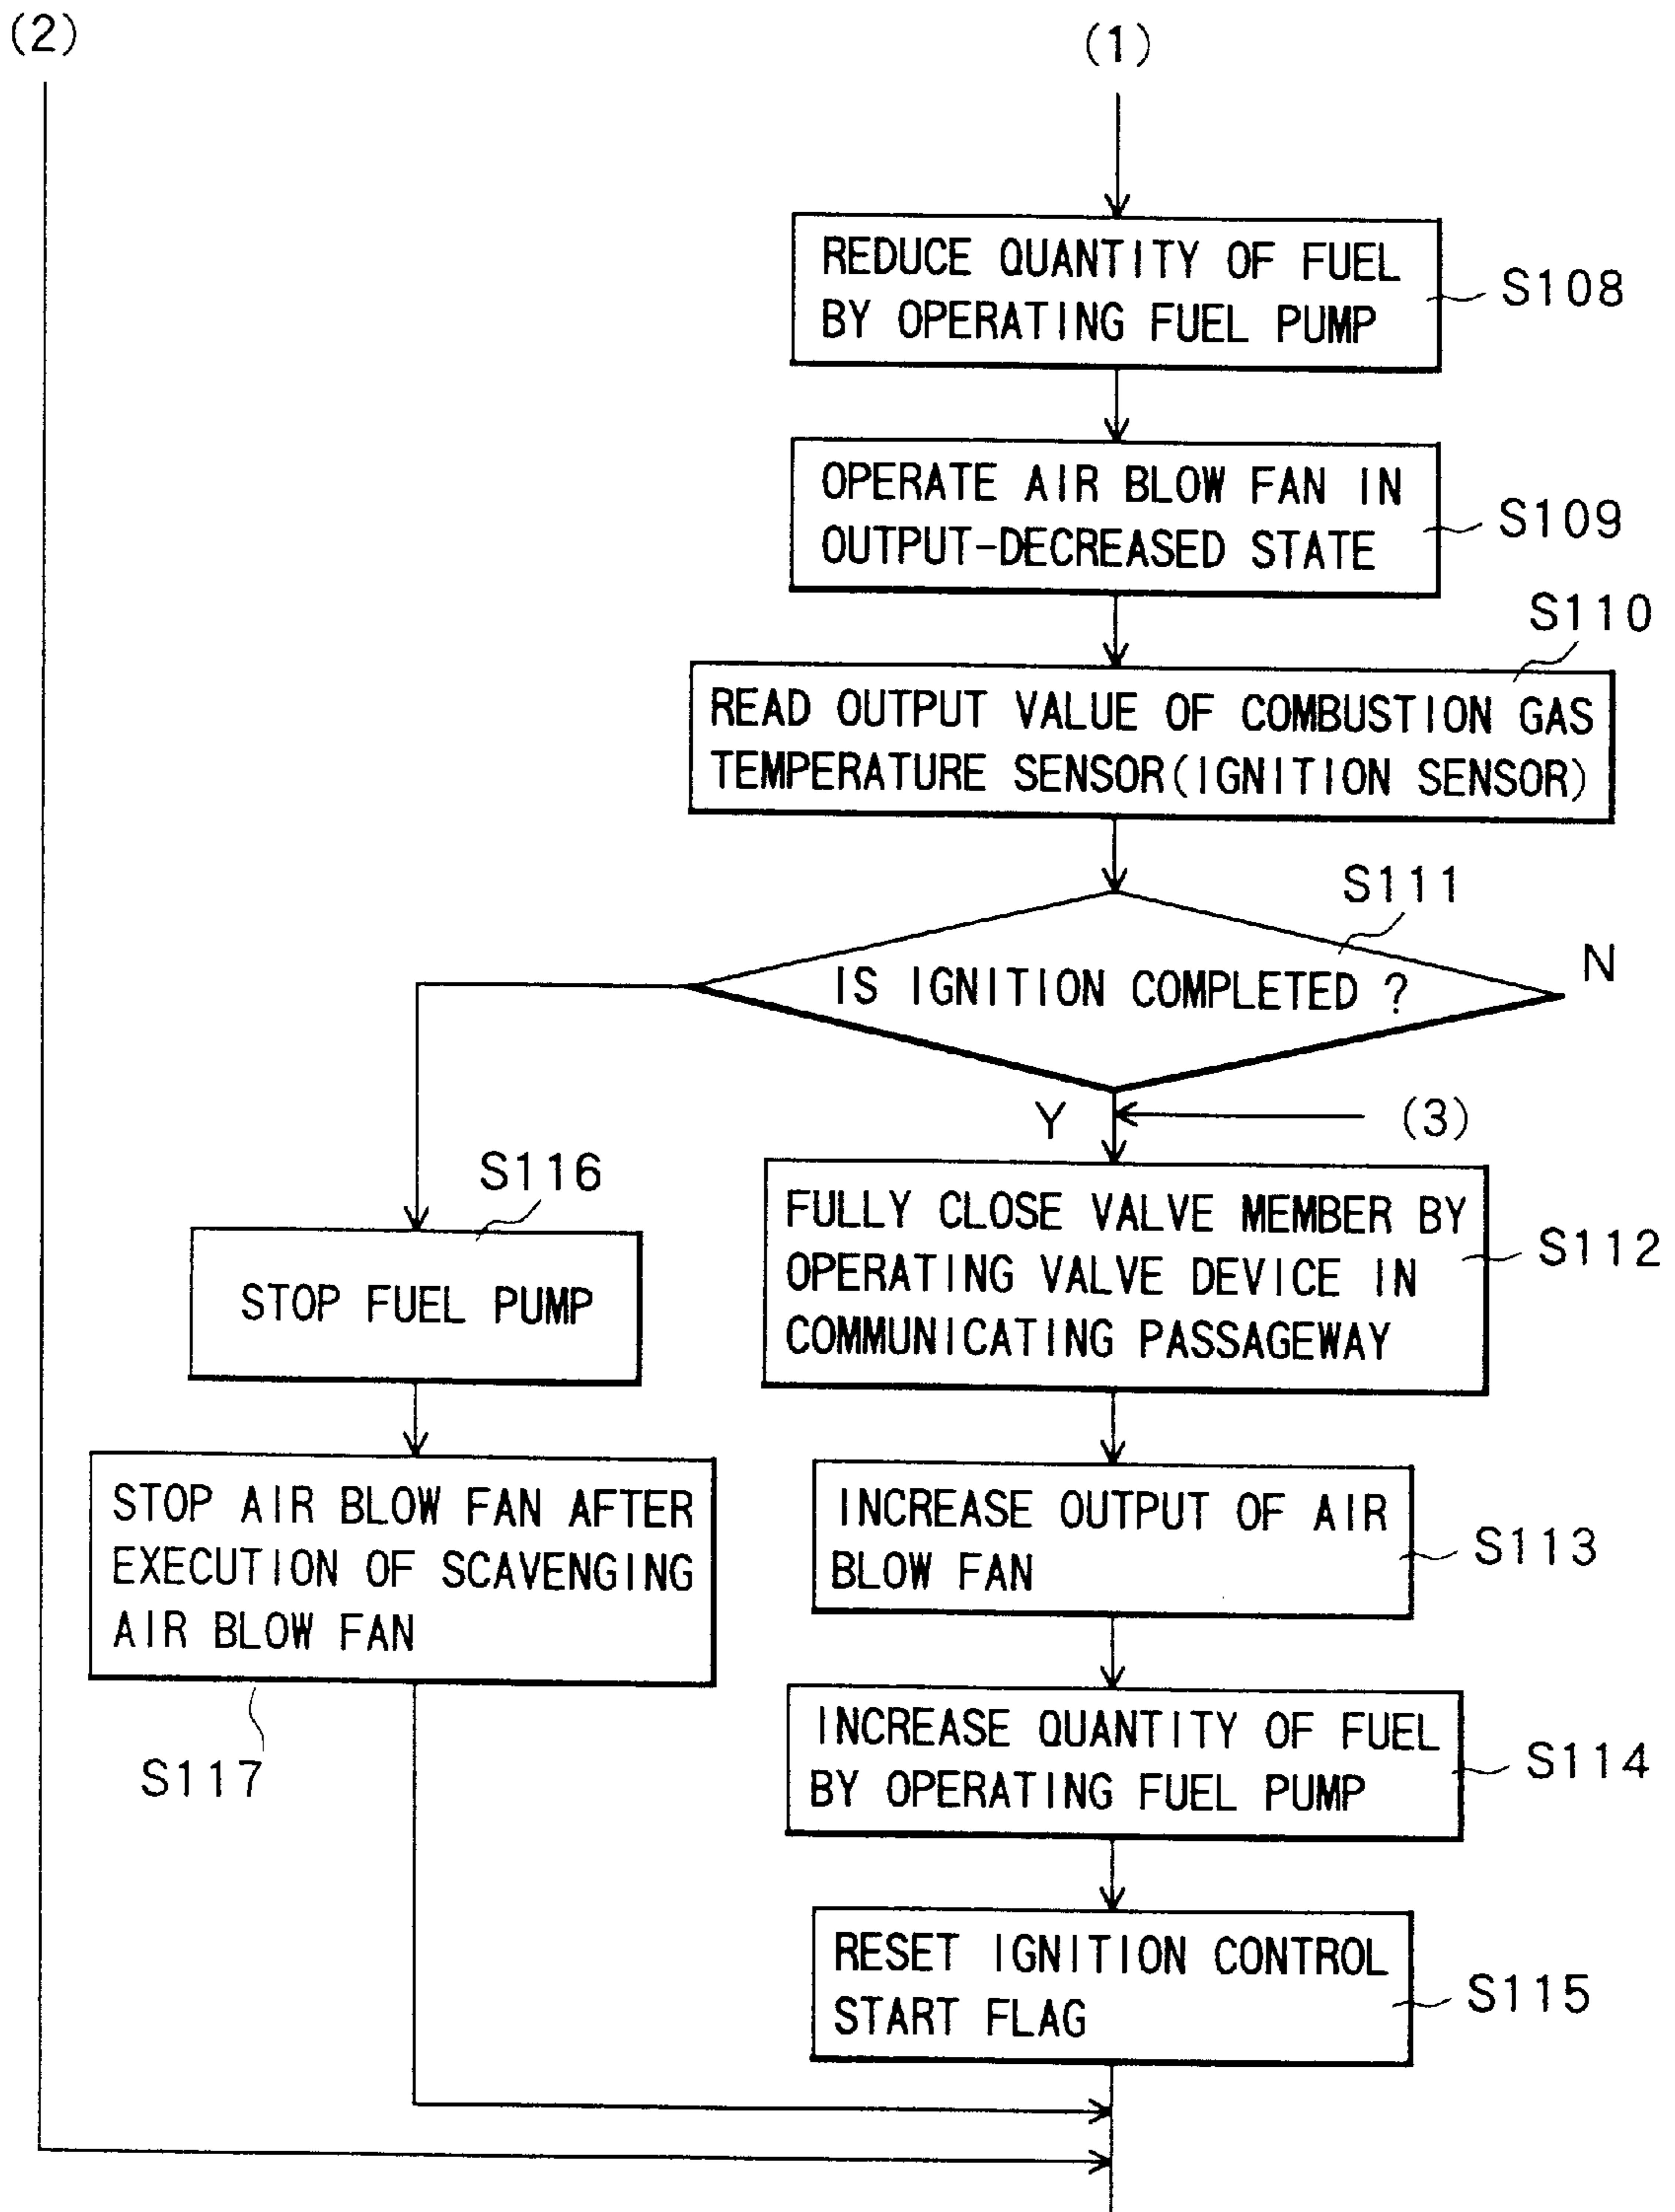 (2)
(1)
REDUCE QUANTITY OF FUEL
BY OPERATING FUEL PUMP
S108
OPERATE AIR BLOW FAN IN
OUTPUT-DECREASED STATE
S109
S110
READ OUTPUT VALUE OF COMBUSTION GAS
TEMPERATURE SENSOR(IGNITION SENSOR)
S111
IS IGNITION COMPLETED ?
N
Y
(3)
S116
STOP FUEL PUMP
FULLY CLOSE VALVE MEMBER BY
OPERATING VALVE DEVICE IN
COMMUNICATING PASSAGEWAY
S112
STOP AIR BLOW FAN AFTER
EXECUTION OF SCAVENGING
AIR BLOW FAN
S117
INCREASE OUTPUT OF AIR
BLOW FAN
S113
INCREASE QUANTITY OF FUEL
BY OPERATING FUEL PUMP
S114
RESET IGNITION CONTROL
START FLAG
S115